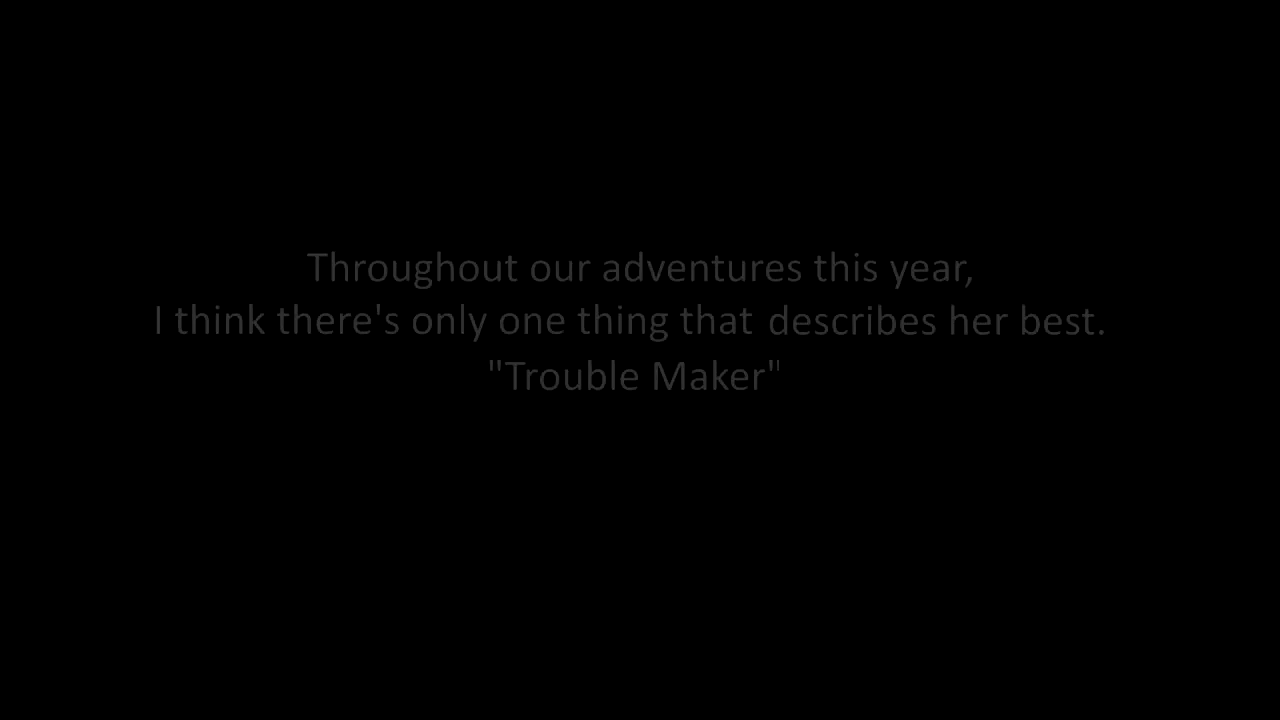 Throughout our adventures this year,
I think there's only one thing that describes her best.
"Trouble Maker"